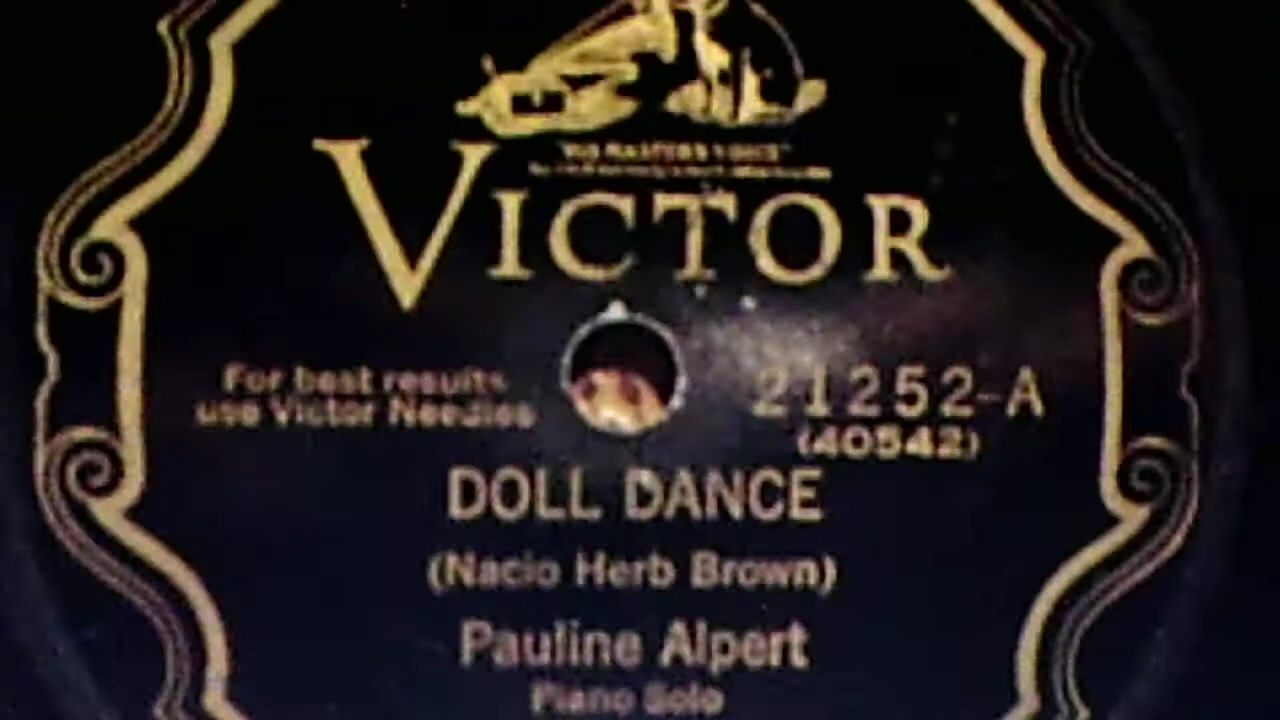 "HIS MASTER'S VOICE"
VICTOR
For best results
use Victor Needles
21252-A
(40542)
DOLL DANCE
(Nacio Herb Brown)
Pauline Alpert
Piano Solo